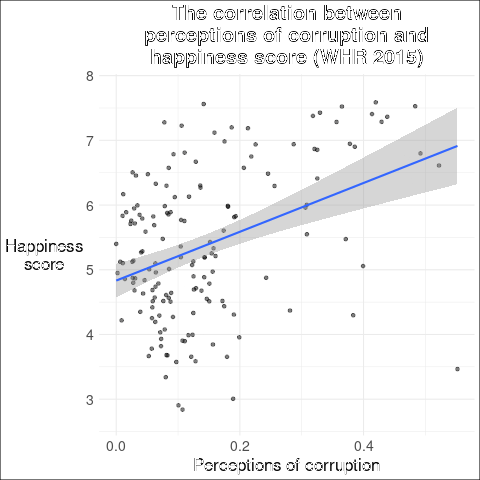 The correlation between
perceptions of corruption and
happiness score (WHR 2015)
8
7
6
5
4
3
Happiness
score
0.0
0.2
0.4
Perceptions of corruption